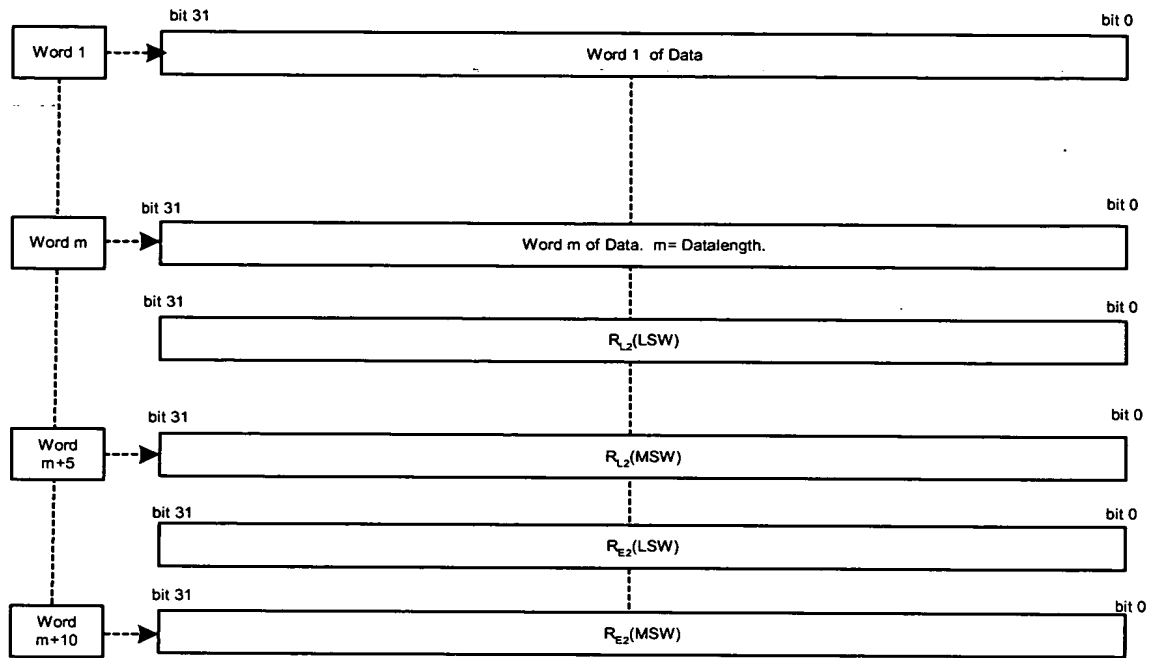 bit 31 bit 0
Word 1 Word 1 of Data
bit 31 bit 0
Word m Word m of Data. m= Datalength.
bit 31 bit 0
R_L2(LSW)
bit 31 bit 0
Word
m+5 R_L2(MSW)
bit 31 bit 0
R_E2(LSW)
bit 31 bit 0
Word
m+10 R_E2(MSW)